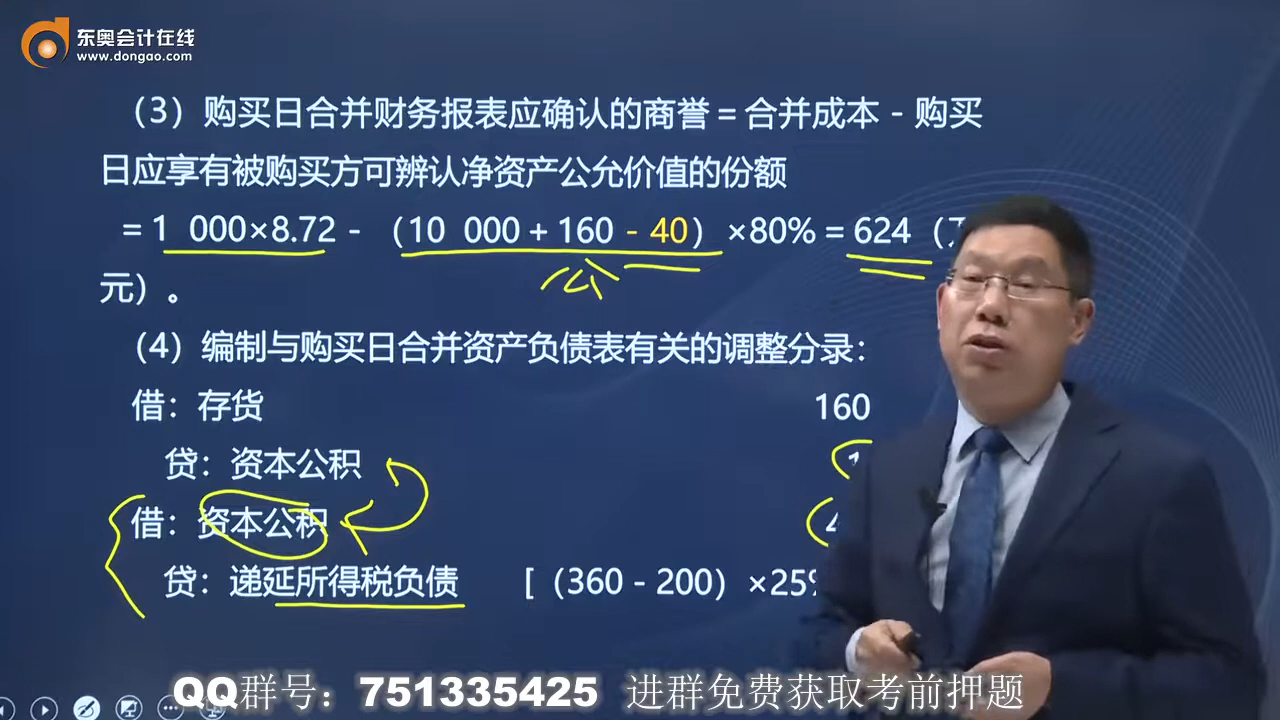 东奥会计在线
www.dongao.com
（3）购买日合并财务报表应确认的商誉＝合并成本－购买
日应享有被购买方可辨认净资产公允价值的份额
＝1 000×8.72－（10 000＋160－40）×80%＝624（万
元）。
（4）编制与购买日合并资产负债表有关的调整分录：
借：存货 160
贷：资本公积
借：资本公积 4
贷：递延所得税负债 [（360－200）×25%
QQ群号：751335425 进群免费获取考前押题